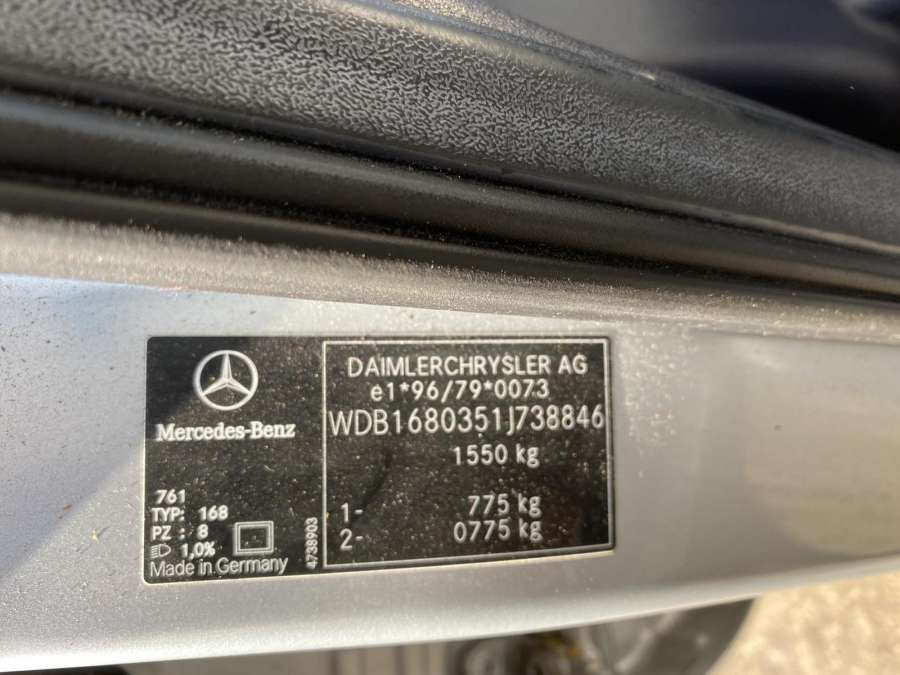 Mercedes-Benz
761
TYP: 168
PZ : 8
1,0%
Made in Germany
4738903
DAIMLERCHRYSLER AG
e1*96/79*0073
WDB1680351J738846
1550 kg
1- 775 kg
2- 0775 kg